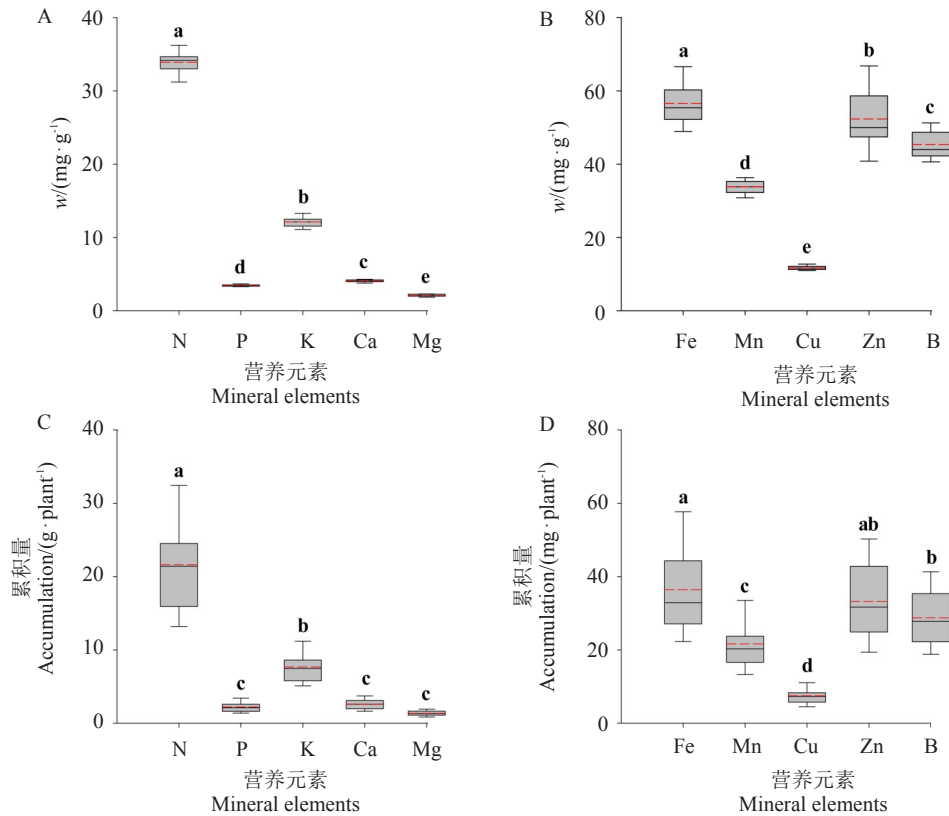 A
40
30
20
10
0
w/(mg·g⁻¹)
a
d
b
c
e
N P K Ca Mg
营养元素
Mineral elements
B
80
60
40
20
0
w/(mg·g⁻¹)
a
d
e
b
c
Fe Mn Cu Zn B
营养元素
Mineral elements
C
40
30
20
10
0
累积量
Accumulation/(g·plant⁻¹)
a
c
b
c
c
N P K Ca Mg
营养元素
Mineral elements
D
80
60
40
20
0
累积量
Accumulation/(mg·plant⁻¹)
a
c
d
ab
b
Fe Mn Cu Zn B
营养元素
Mineral elements